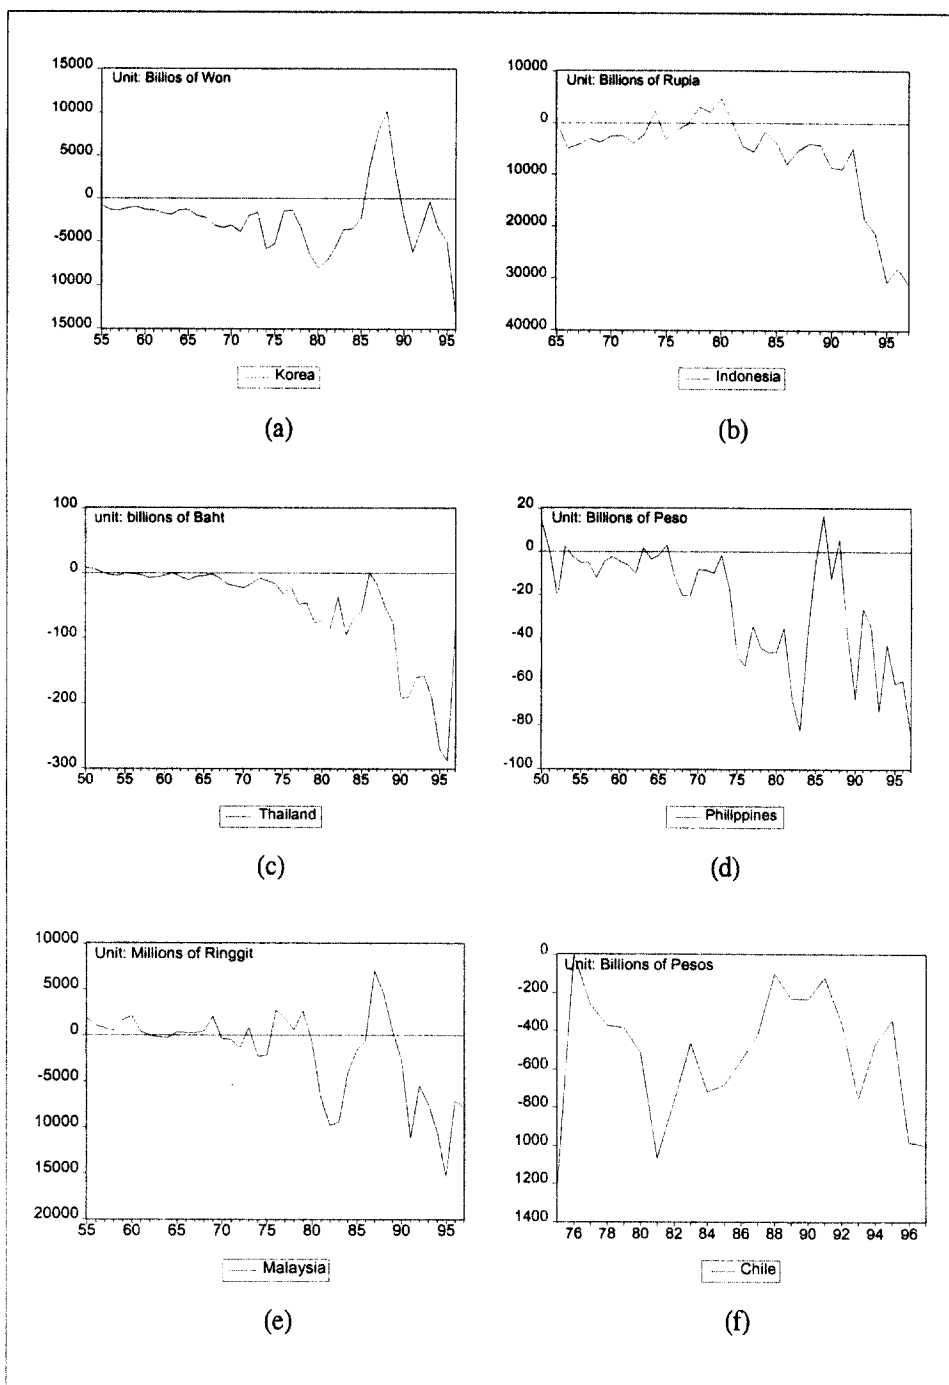 Unit: Billios of Won
15000
10000
5000
0
-5000
10000
15000
55 60 65 70 75 80 85 90 95
Korea
(a)
Unit: Billions of Rupia
10000
0
10000
20000
30000
40000
65 70 75 80 85 90 95
Indonesia
(b)
unit: billions of Baht
100
0
-100
-200
-300
50 55 60 65 70 75 80 85 90 95
Thailand
(c)
Unit: Billions of Peso
20
0
-20
-40
-60
-80
-100
50 55 60 65 70 75 80 85 90 95
Philippines
(d)
Unit: Millions of Ringgit
10000
5000
0
-5000
10000
15000
20000
55 60 65 70 75 80 85 90 95
Malaysia
(e)
Unit: Billions of Pesos
0
-200
-400
-600
-800
1000
1200
1400
76 78 80 82 84 86 88 90 92 94 96
Chile
(f)